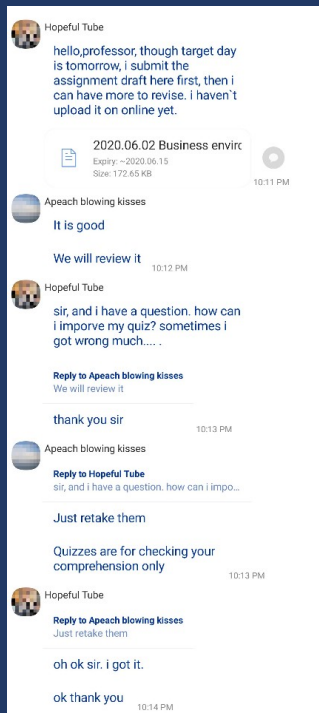 Hopeful Tube
hello,professor, though target day
is tomorrow, i submit the
assignment draft here first, then i
can have more to revise. i haven`t
upload it on online yet.
2020.06.02 Business enviro
Expiry: ~2020.06.15
Size: 172.65 KB
10:11 PM
Apeach blowing kisses
It is good
We will review it
10:12 PM
Hopeful Tube
sir, and i have a question. how can
i imporve my quiz? sometimes i
got wrong much.... .
Reply to Apeach blowing kisses
We will review it
thank you sir
10:13 PM
Apeach blowing kisses
Reply to Hopeful Tube
sir, and i have a question. how can i impo...
Just retake them
Quizzes are for checking your
comprehension only
10:13 PM
Hopeful Tube
Reply to Apeach blowing kisses
Just retake them
oh ok sir. i got it.
ok thank you
10:14 PM